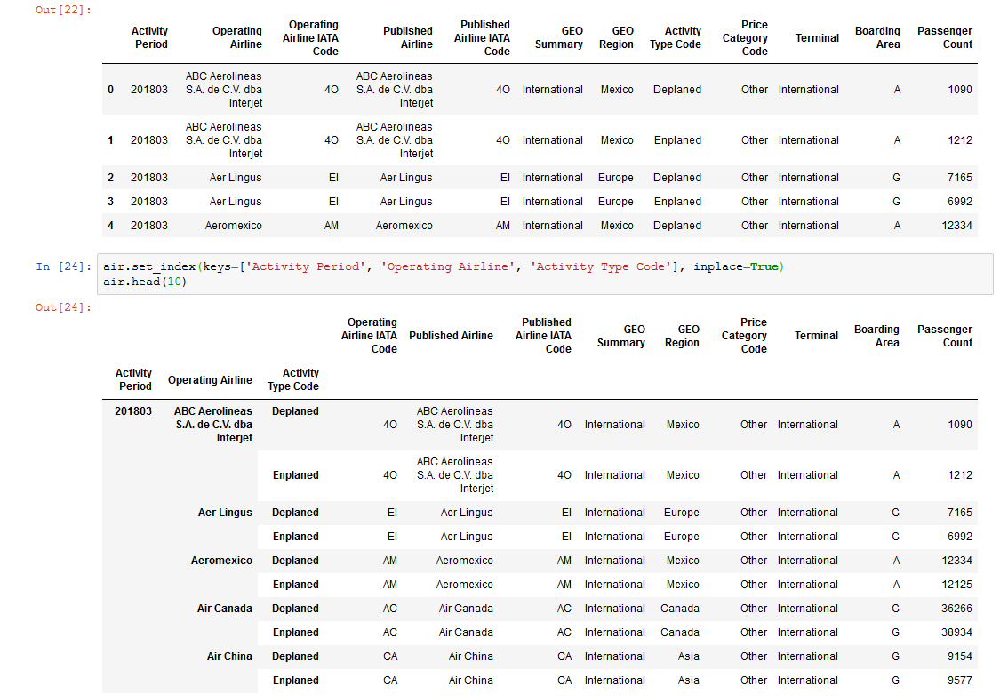 Out[22]:
Activity Period Operating Airline Operating Airline IATA Code Published Airline Published Airline IATA Code GEO Summary GEO Region Activity Type Code Price Category Code Terminal Boarding Area Passenger Count
0 201803 ABC Aerolineas S.A. de C.V. dba Interjet 4O ABC Aerolineas S.A. de C.V. dba Interjet 4O International Mexico Deplaned Other International A 1090
1 201803 ABC Aerolineas S.A. de C.V. dba Interjet 4O ABC Aerolineas S.A. de C.V. dba Interjet 4O International Mexico Enplaned Other International A 1212
2 201803 Aer Lingus EI Aer Lingus EI International Europe Deplaned Other International G 7165
3 201803 Aer Lingus EI Aer Lingus EI International Europe Enplaned Other International G 6992
4 201803 Aeromexico AM Aeromexico AM International Mexico Deplaned Other International A 12334
In [24]: air.set_index(keys=['Activity Period', 'Operating Airline', 'Activity Type Code'], inplace=True)
air.head(10)
Out[24]:
Operating Airline IATA Code Published Airline Published Airline IATA Code GEO Summary GEO Region Price Category Code Terminal Boarding Area Passenger Count
Activity Period Operating Airline Activity Type Code
201803 ABC Aerolineas S.A. de C.V. dba Interjet Deplaned 4O ABC Aerolineas S.A. de C.V. dba Interjet 4O International Mexico Other International A 1090
Enplaned 4O ABC Aerolineas S.A. de C.V. dba Interjet 4O International Mexico Other International A 1212
Aer Lingus Deplaned EI Aer Lingus EI International Europe Other International G 7165
Enplaned EI Aer Lingus EI International Europe Other International G 6992
Aeromexico Deplaned AM Aeromexico AM International Mexico Other International A 12334
Enplaned AM Aeromexico AM International Mexico Other International A 12125
Air Canada Deplaned AC Air Canada AC International Canada Other International G 36266
Enplaned AC Air Canada AC International Canada Other International G 38934
Air China Deplaned CA Air China CA International Asia Other International G 9154
Enplaned CA Air China CA International Asia Other International G 9577